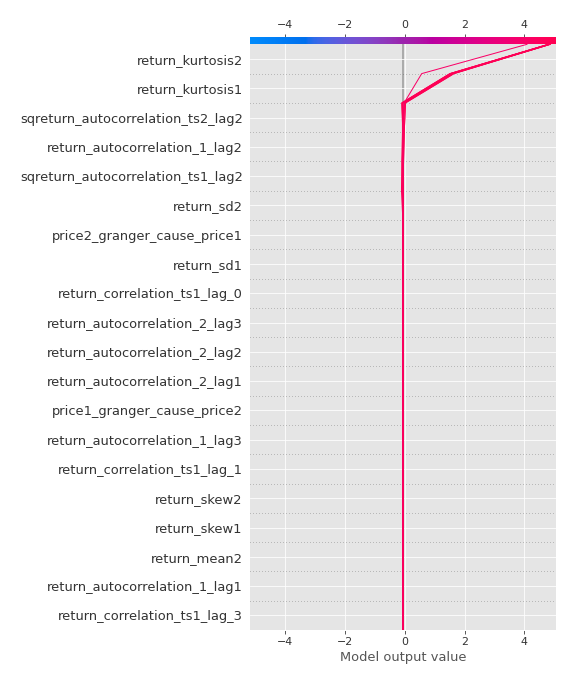 −4 −2 0 2 4
return_kurtosis2
return_kurtosis1
sqreturn_autocorrelation_ts2_lag2
return_autocorrelation_1_lag2
sqreturn_autocorrelation_ts1_lag2
return_sd2
price2_granger_cause_price1
return_sd1
return_correlation_ts1_lag_0
return_autocorrelation_2_lag3
return_autocorrelation_2_lag2
return_autocorrelation_2_lag1
price1_granger_cause_price2
return_autocorrelation_1_lag3
return_correlation_ts1_lag_1
return_skew2
return_skew1
return_mean2
return_autocorrelation_1_lag1
return_correlation_ts1_lag_3
−4 −2 0 2 4
Model output value